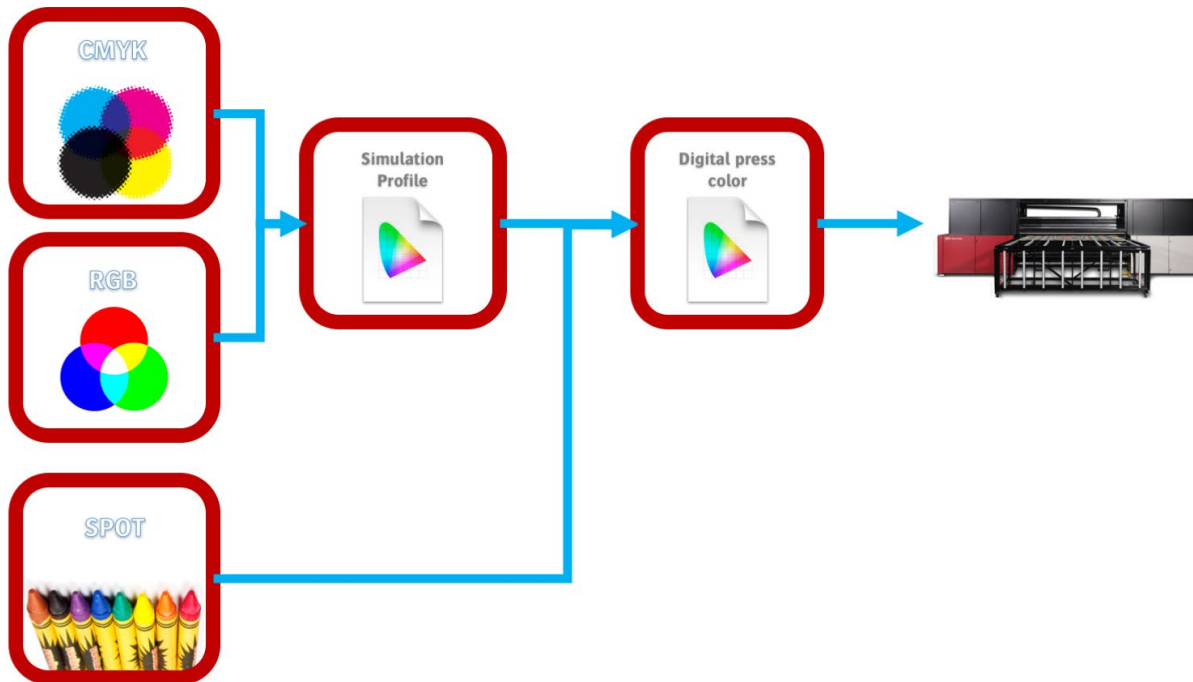 CMYK
Simulation
Profile
Digital press
color
RGB
SPOT